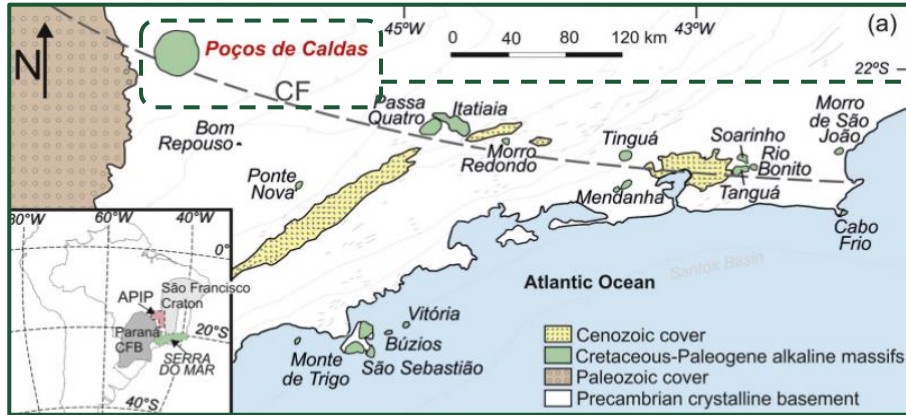 45°W
43°W
(a)
N
Poços de Caldas
0 40 80 120 km
22°S
CF
Passa
Quatro
Itatiaia
Morro
de São
João
Bom
Repouso
Tinguá
Soarinho
Rio
Bonito
Morro
Redondo
Ponte
Nova
Mendanha
Tanguá
Cabo
Frio
80°W
60°W
40°W
0°
Santos Basin
Atlantic Ocean
São Francisco
Craton
APIP
Paraná
CFB
20°S
SERRA
DO MAR
40°S
Vitória
Búzios
Monte
de Trigo
São Sebastião
Cenozoic cover
Cretaceous-Paleogene alkaline massifs
Paleozoic cover
Precambrian crystalline basement